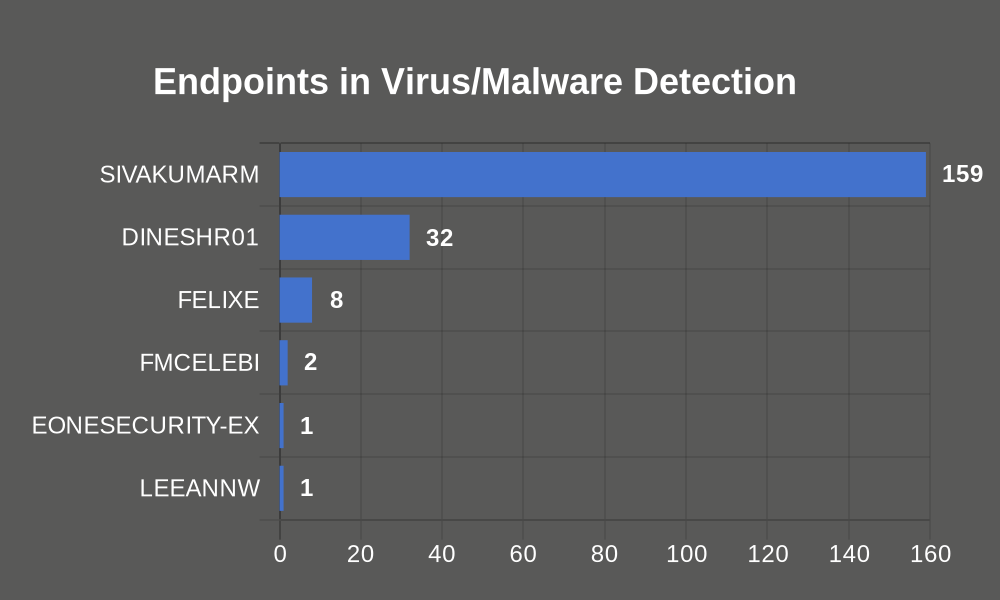 Endpoints in Virus/Malware Detection
SIVAKUMARM 159
DINESHR01 32
FELIXE 8
FMCELEBI 2
EONESECURITY-EX 1
LEEANNW 1
0 20 40 60 80 100 120 140 160